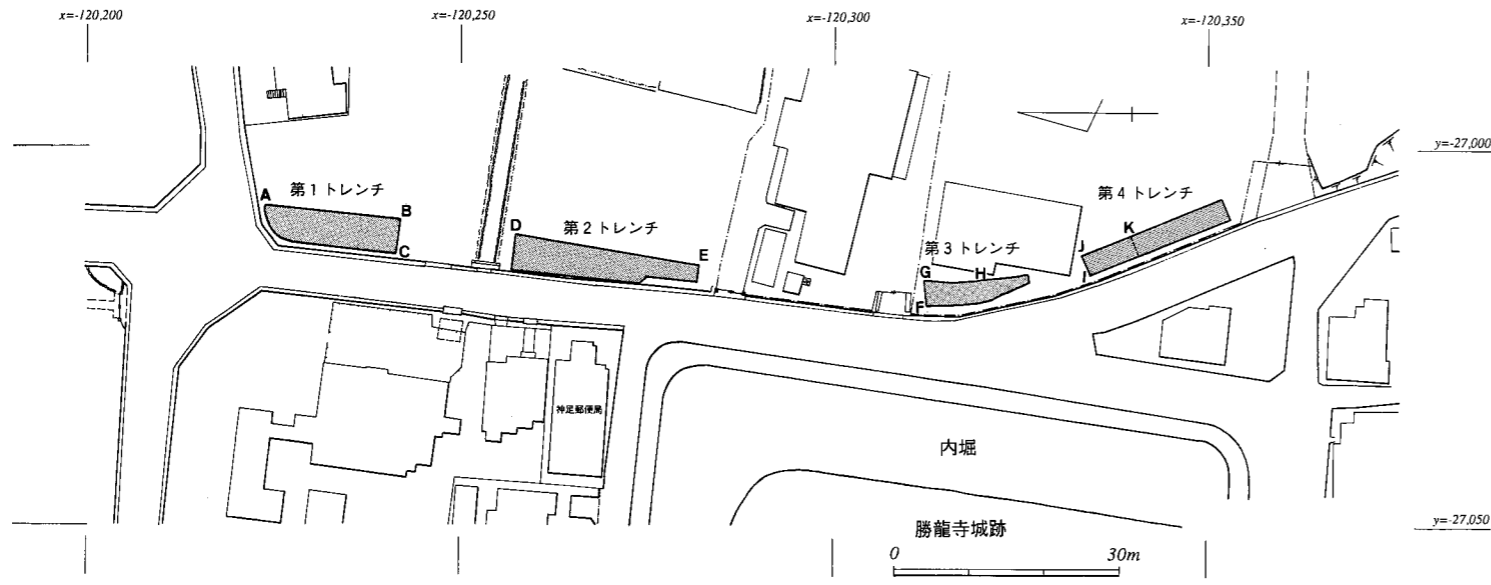 x=-120,200
x=-120,250
x=-120,300
x=-120,350
y=-27,000
第1トレンチ
A
B
C
第2トレンチ
D
E
第3トレンチ
G
H
F
第4トレンチ
K
J
神足郵便局
内堀
勝龍寺城跡
y=-27,050
0
30m